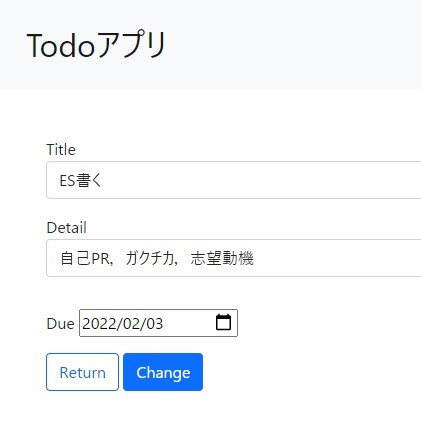 Todoアプリ
Title
ES書く
Detail
自己PR，ガクチカ，志望動機
Due 2022/02/03
Return Change